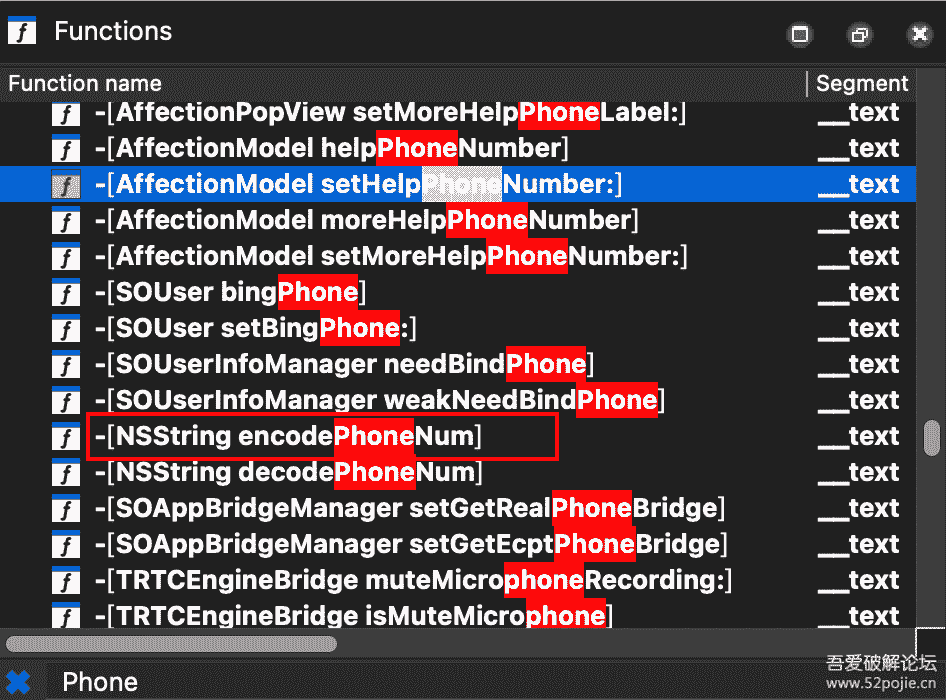 Functions
Function name Segment
-[AffectionPopView setMoreHelpPhoneLabel:] __text
-[AffectionModel helpPhoneNumber] __text
-[AffectionModel setHelpPhoneNumber:] __text
-[AffectionModel moreHelpPhoneNumber] __text
-[AffectionModel setMoreHelpPhoneNumber:] __text
-[SOUser bingPhone] __text
-[SOUser setBingPhone:] __text
-[SOUserInfoManager needBindPhone] __text
-[SOUserInfoManager weakNeedBindPhone] __text
-[NSString encodePhoneNum] __text
-[NSString decodePhoneNum] __text
-[SOAppBridgeManager setGetRealPhoneBridge] __text
-[SOAppBridgeManager setGetEcptPhoneBridge] __text
-[TRTCEngineBridge muteMicrophoneRecording:] __text
-[TRTCEngineBridge isMuteMicrophone] __text
Phone
吾爱破解论坛
www.52pojie.cn